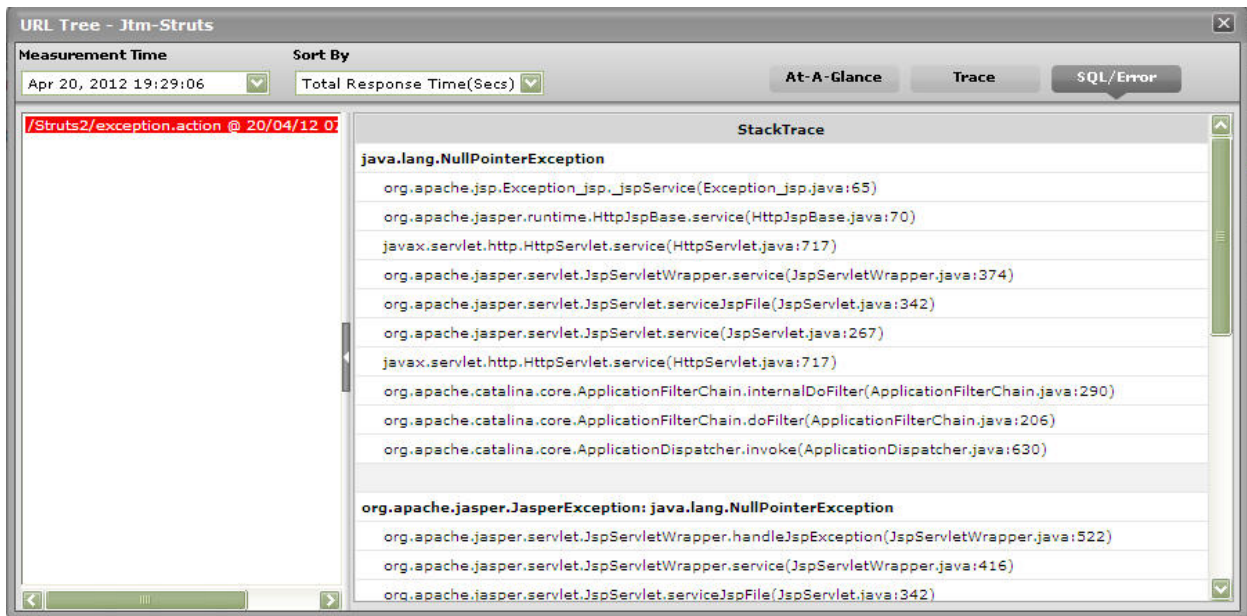 URL Tree - Jtm-Struts
Measurement Time
Sort By
Apr 20, 2012 19:29:06
Total Response Time(Secs)
At-A-Glance
Trace
SQL/Error
/Struts2/exception.action @ 20/04/12 07
StackTrace
java.lang.NullPointerException
org.apache.jsp.Exception_jsp._jspService(Exception_jsp.java:65)
org.apache.jasper.runtime.HttpJspBase.service(HttpJspBase.java:70)
javax.servlet.http.HttpServlet.service(HttpServlet.java:717)
org.apache.jasper.servlet.JspServletWrapper.service(JspServletWrapper.java:374)
org.apache.jasper.servlet.JspServlet.serviceJspFile(JspServlet.java:342)
org.apache.jasper.servlet.JspServlet.service(JspServlet.java:267)
javax.servlet.http.HttpServlet.service(HttpServlet.java:717)
org.apache.catalina.core.ApplicationFilterChain.internalDoFilter(ApplicationFilterChain.java:290)
org.apache.catalina.core.ApplicationFilterChain.doFilter(ApplicationFilterChain.java:206)
org.apache.catalina.core.ApplicationDispatcher.invoke(ApplicationDispatcher.java:630)
org.apache.jasper.JasperException: java.lang.NullPointerException
org.apache.jasper.servlet.JspServletWrapper.handleJspException(JspServletWrapper.java:522)
org.apache.jasper.servlet.JspServletWrapper.service(JspServletWrapper.java:416)
org.apache.jasper.servlet.JspServlet.serviceJspFile(JspServlet.java:342)